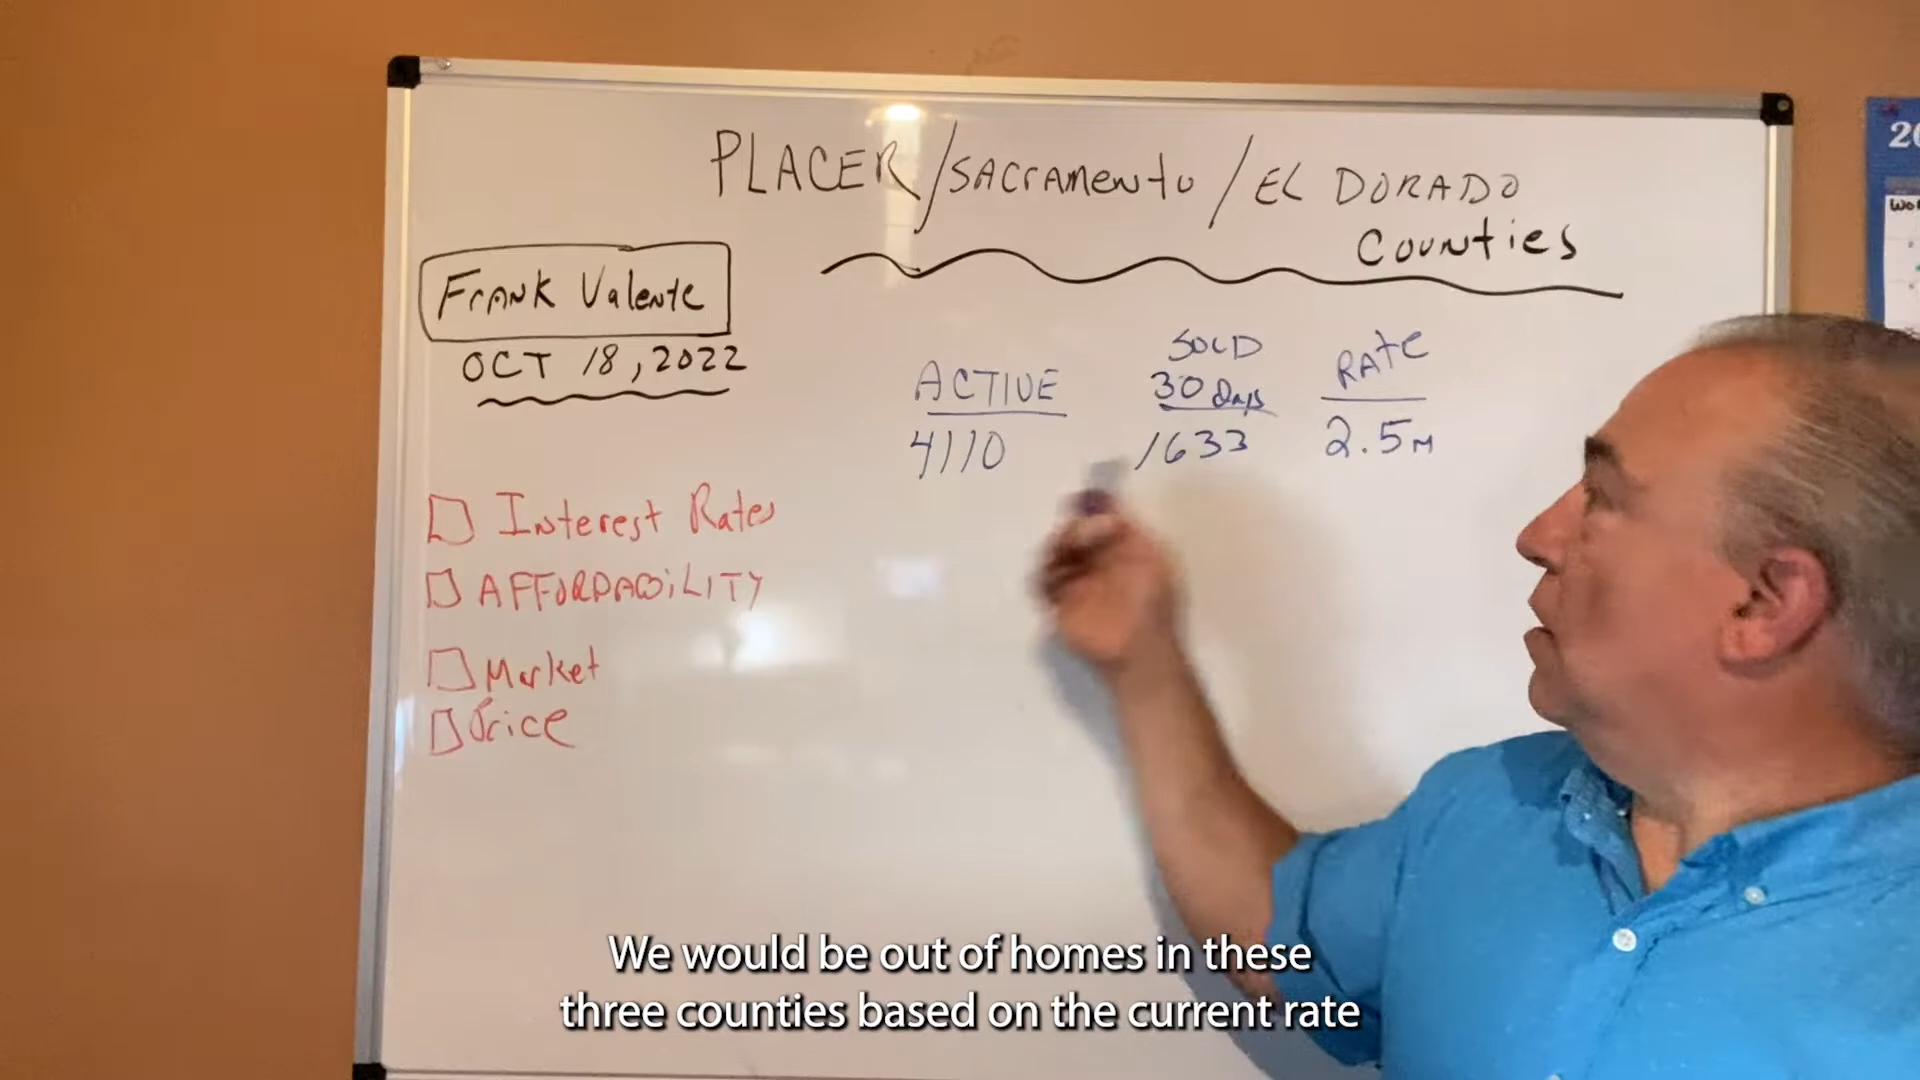 PLACER/SACramento/EL DORADO
Counties
Frank Valente
OCT 18, 2022
ACTIVE
4110
SOLD
30 Days
1633
RATE
2.5M
Interest Rates
AFFORDABiLITY
Market
Price
We would be out of homes in these
three counties based on the current rate